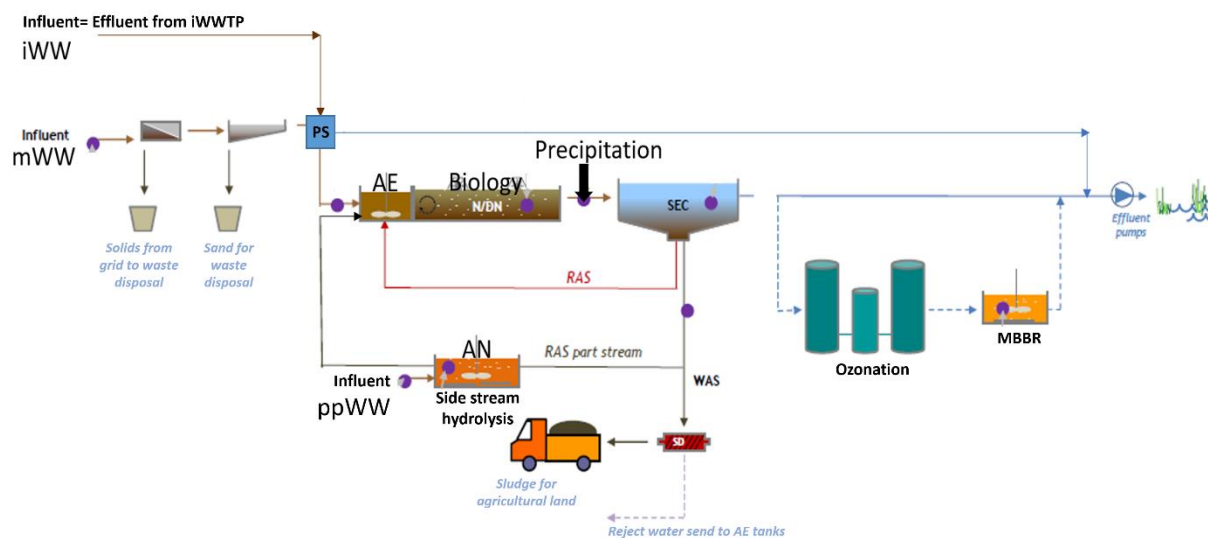 Influent= Effluent from iWWTP
iWW
Influent
mWW
PS
Precipitation
AE
Biology
N/DN
SEC
Effluent
pumps
Solids from
grid to waste
disposal
Sand for
waste
disposal
RAS
MBBR
Ozonation
AN
RAS part stream
WAS
Influent
ppWW
Side stream
hydrolysis
SD
Sludge for
agricultural land
Reject water send to AE tanks